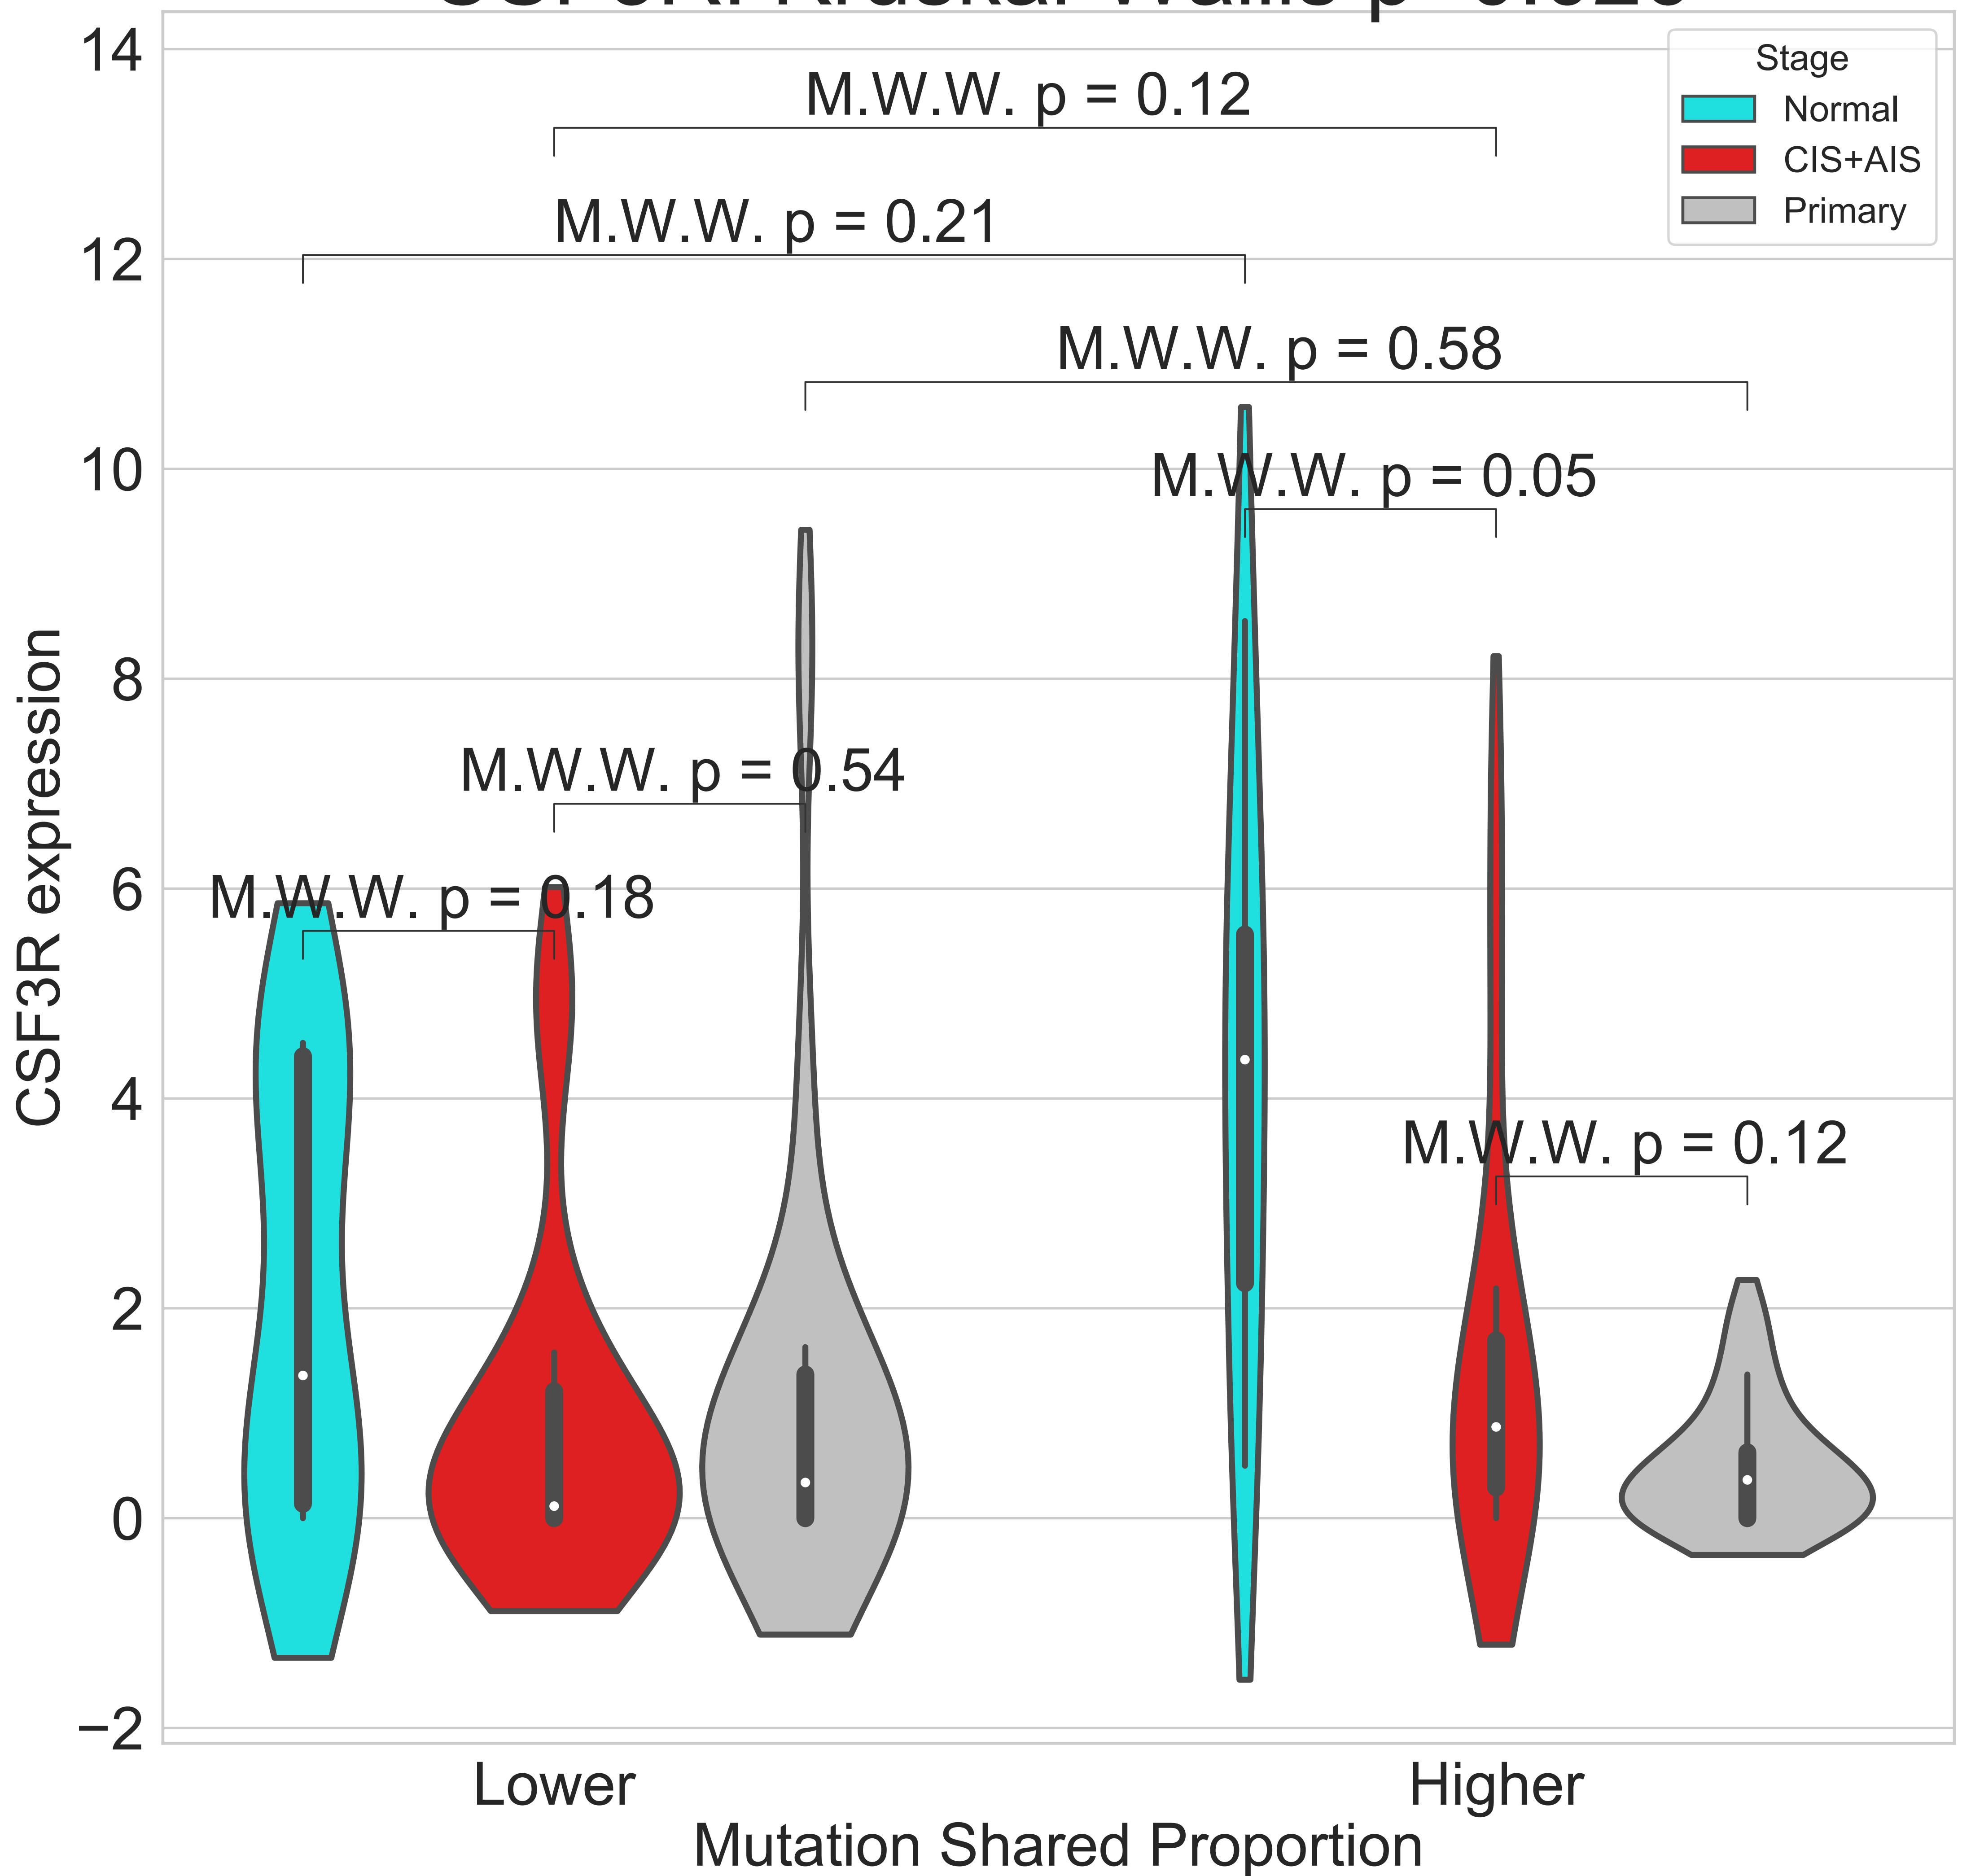 14
12
10
8
6
4
2
0
−2
CSF3R expression
M.W.W. p = 0.12
M.W.W. p = 0.21
M.W.W. p = 0.58
M.W.W. p = 0.05
M.W.W. p = 0.54
M.W.W. p = 0.18
M.W.W. p = 0.12
Stage
Normal
CIS+AIS
Primary
Lower
Higher
Mutation Shared Proportion